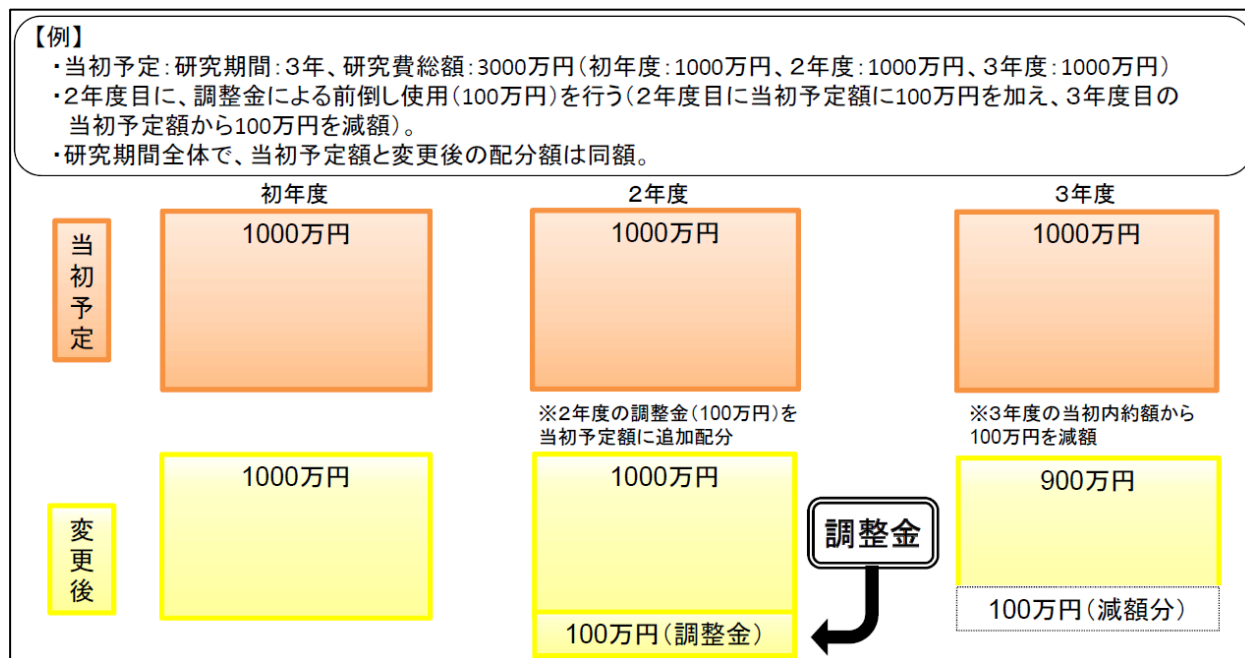 【例】
・当初予定：研究期間：３年、研究費総額：3000万円（初年度：1000万円、２年度：1000万円、３年度：1000万円）
・２年度目に、調整金による前倒し使用（100万円）を行う（２年度目に当初予定額に100万円を加え、３年度目の
当初予定額から100万円を減額）。
・研究期間全体で、当初予定額と変更後の配分額は同額。
初年度
２年度
３年度
当初予定
1000万円
1000万円
1000万円
※２年度の調整金（100万円）を
当初予定額に追加配分
※３年度の当初内約額から
100万円を減額
変更後
1000万円
1000万円
調整金
900万円
100万円（調整金）
100万円（減額分）